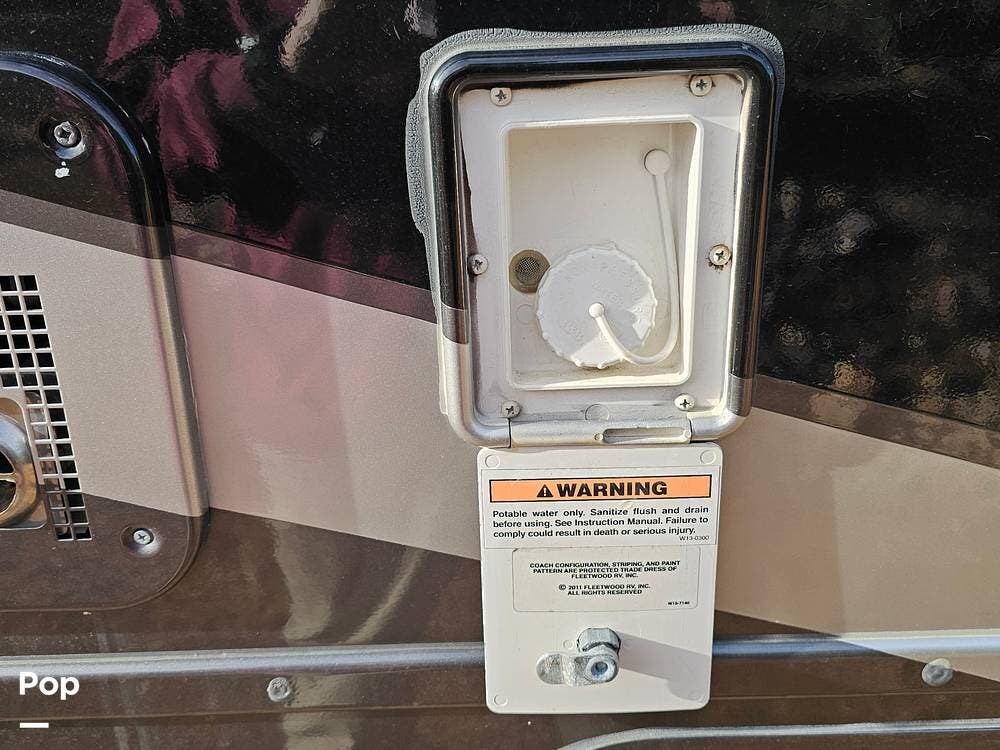 WARNING
Potable water only. Sanitize flush and drain
before using. See Instruction Manual. Failure to
comply could result in death or serious injury.
W13-0300
COACH CONFIGURATION, STRIPING, AND PAINT
PATTERN ARE PROTECTED TRADE DRESS OF
FLEETWOOD RV, INC.
© 2011 FLEETWOOD RV, INC.
ALL RIGHTS RESERVED
W13-7140
Pop